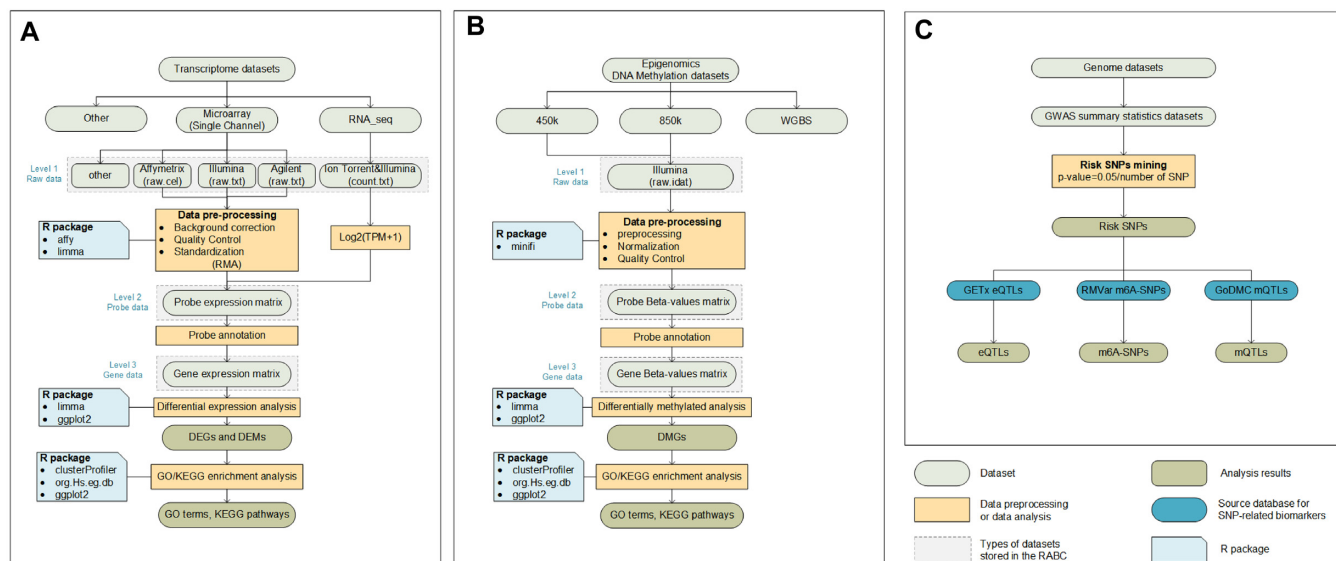 A
Transcriptome datasets
Other
Microarray
(Single Channel)
RNA_seq
Level 1
Raw data
other
Affymetrix
(raw.cel)
Illumina
(raw.txt)
Agilent
(raw.txt)
Ion Torrent&Illumina
(count.txt)
R package
• affy
• limma
Data pre-processing
• Background correction
• Quality Control
• Standardization
(RMA)
Log2(TPM+1)
Level 2
Probe data
Probe expression matrix
Probe annotation
Level 3
Gene data
Gene expression matrix
R package
• limma
• ggplot2
Differential expression analysis
DEGs and DEMs
R package
• clusterProfiler
• org.Hs.eg.db
• ggplot2
GO/KEGG enrichment analysis
GO terms, KEGG pathways
B
Epigenomics
DNA Methylation datasets
450k
850k
WGBS
Level 1
Raw data
Illumina
(raw.idat)
R package
• minifi
Data pre-processing
• preprocessing
• Normalization
• Quality Control
Level 2
Probe data
Probe Beta-values matrix
Probe annotation
Level 3
Gene data
Gene Beta-values matrix
R package
• limma
• ggplot2
Differentially methylated analysis
DMGs
R package
• clusterProfiler
• org.Hs.eg.db
• ggplot2
GO/KEGG enrichment analysis
GO terms, KEGG pathways
C
Genome datasets
GWAS summary statistics datasets
Risk SNPs mining
p-value=0.05/number of SNP
Risk SNPs
GETx eQTLs
RMVar m6A-SNPs
GoDMC mQTLs
eQTLs
m6A-SNPs
mQTLs
Dataset
Analysis results
Data preprocessing
or data analysis
Source database for
SNP-related biomarkers
Types of datasets
stored in the RABC
R package